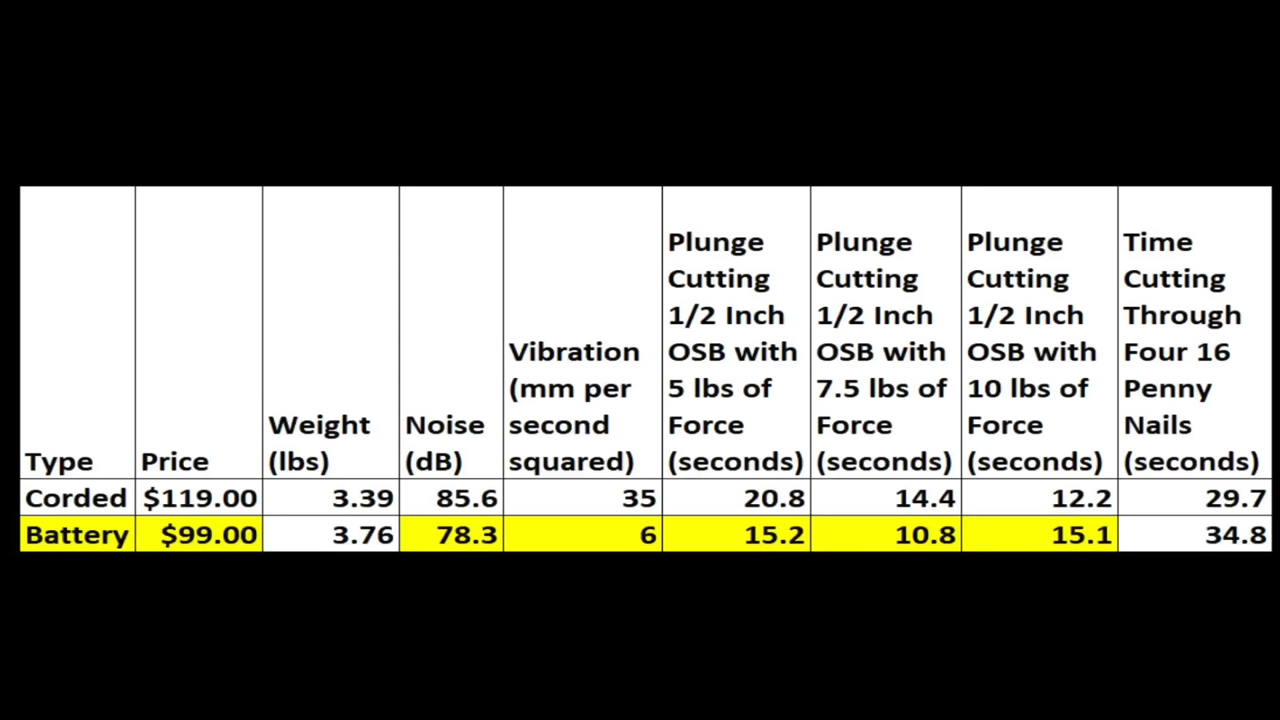 Type Price Weight (lbs) Noise (dB) Vibration (mm per second squared) Plunge Cutting 1/2 Inch OSB with 5 lbs of Force (seconds) Plunge Cutting 1/2 Inch OSB with 7.5 lbs of Force (seconds) Plunge Cutting 1/2 Inch OSB with 10 lbs of Force (seconds) Time Cutting Through Four 16 Penny Nails (seconds)
Corded $119.00 3.39 85.6 35 20.8 14.4 12.2 29.7
Battery $99.00 3.76 78.3 6 15.2 10.8 15.1 34.8